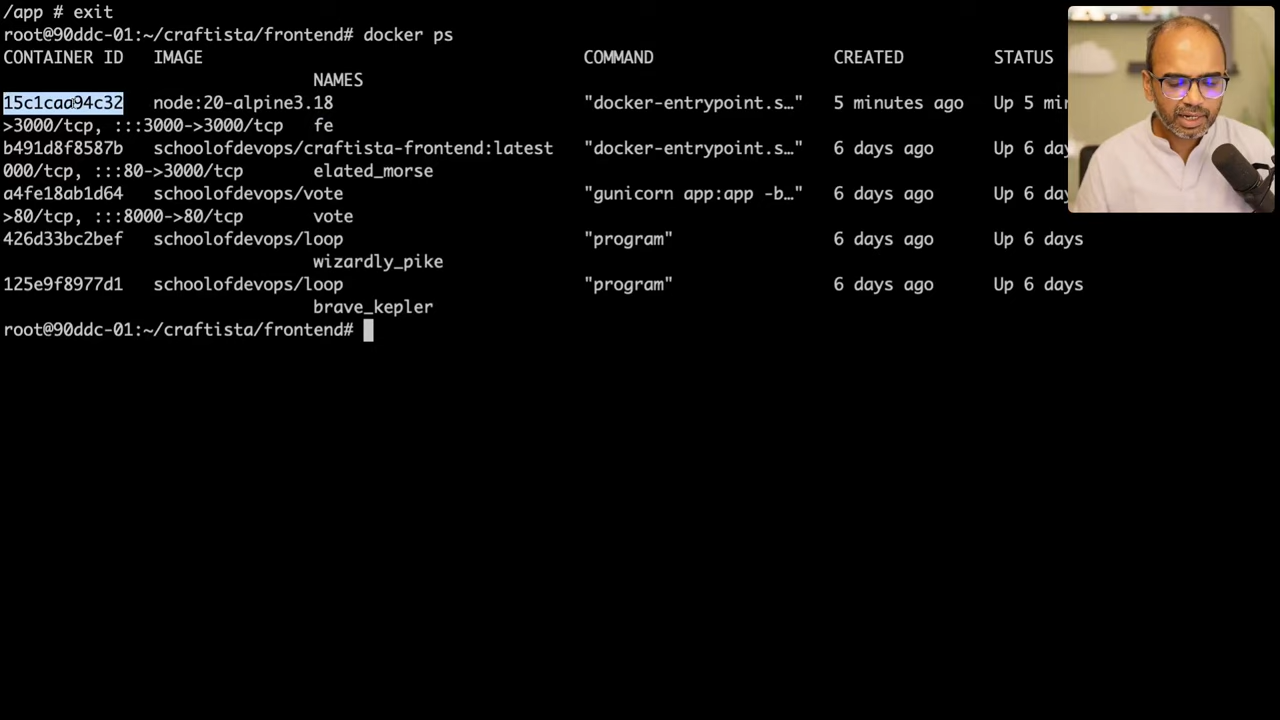 /app # exit
root@90ddc-01:~/craftista/frontend# docker ps
CONTAINER ID   IMAGE                                      COMMAND                  CREATED         STATUS
                               NAMES
15c1caa94c32   node:20-alpine3.18                         "docker-entrypoint.s…"   5 minutes ago   Up 5 min
>3000/tcp, :::3000->3000/tcp   fe
b491d8f8587b   schoolofdevops/craftista-frontend:latest   "docker-entrypoint.s…"   6 days ago      Up 6 day
000/tcp, :::80->3000/tcp       elated_morse
a4fe18ab1d64   schoolofdevops/vote                        "gunicorn app:app -b…"   6 days ago      Up 6 days
>80/tcp, :::8000->80/tcp       vote
426d33bc2bef   schoolofdevops/loop                        "program"                6 days ago      Up 6 days
                               wizardly_pike
125e9f8977d1   schoolofdevops/loop                        "program"                6 days ago      Up 6 days
                               brave_kepler
root@90ddc-01:~/craftista/frontend#